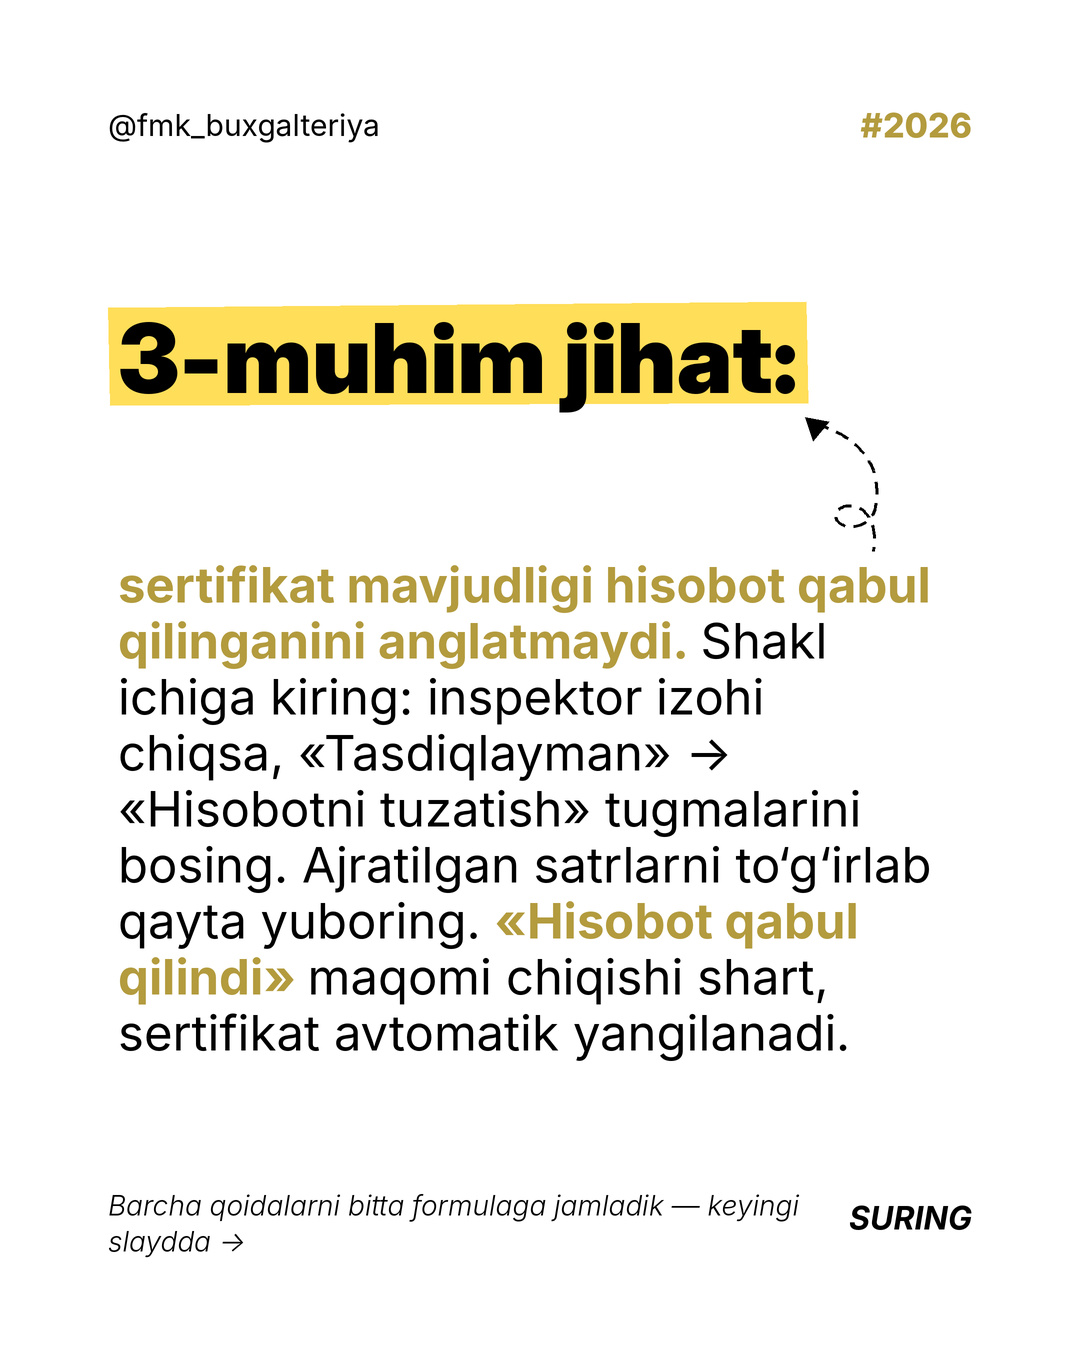 @fmk_buxgalteriya
#2026
3-muhim jihat:
sertifikat mavjudligi hisobot qabul
qilinganini anglatmaydi. Shakl
ichiga kiring: inspektor izohi
chiqsa, «Tasdiqlayman» →
«Hisobotni tuzatish» tugmalarini
bosing. Ajratilgan satrlarni to‘g‘irlab
qayta yuboring. «Hisobot qabul
qilindi» maqomi chiqishi shart,
sertifikat avtomatik yangilanadi.
Barcha qoidalarni bitta formulaga jamladik — keyingi
slaydda →
SURING